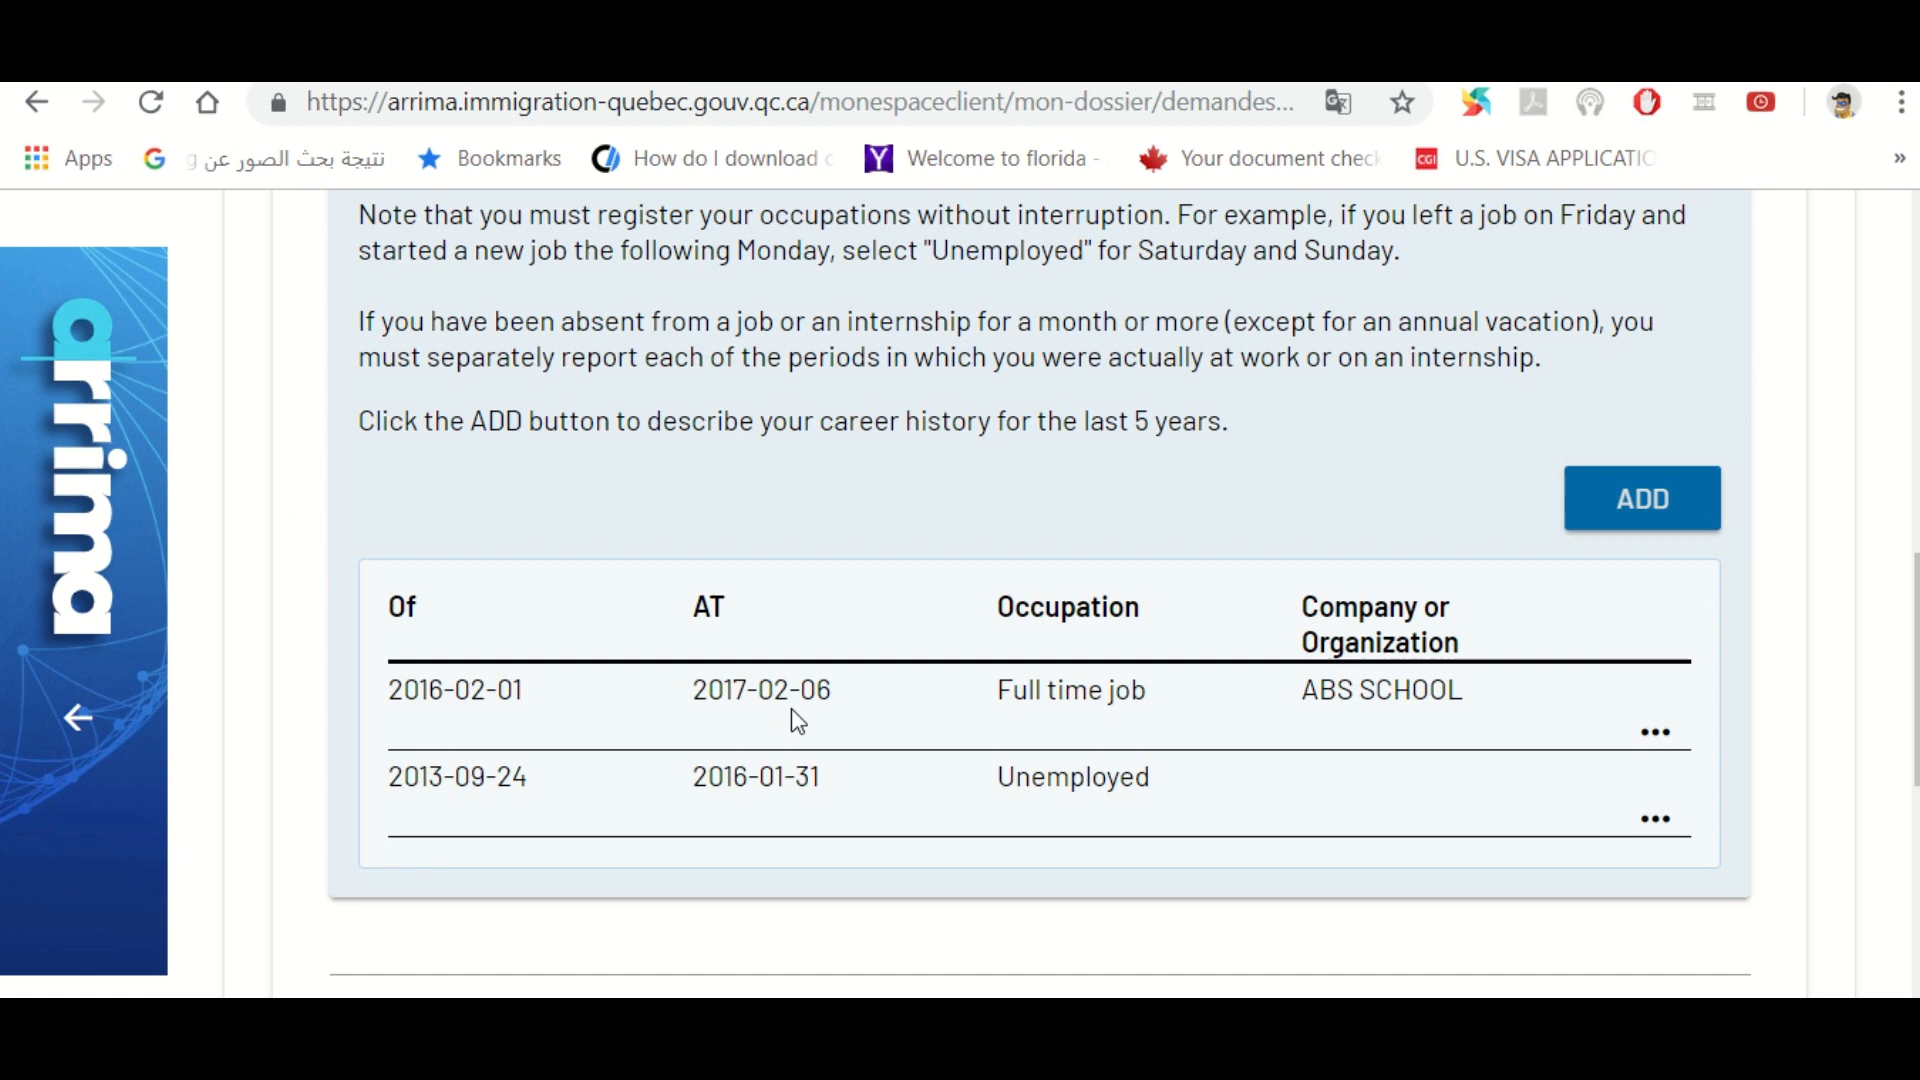 https://arrima.immigration-quebec.gouv.qc.ca/monespaceclient/mon-dossier/demandes...
Apps
نتيجة بحث الصور عن g
Bookmarks
How do I download
Welcome to florida -
Your document check
CGI
U.S. VISA APPLICATIO
»
Note that you must register your occupations without interruption. For example, if you left a job on Friday and
started a new job the following Monday, select "Unemployed" for Saturday and Sunday.
If you have been absent from a job or an internship for a month or more (except for an annual vacation), you
must separately report each of the periods in which you were actually at work or on an internship.
Click the ADD button to describe your career history for the last 5 years.
ADD
arrima
Of AT Occupation Company or
Organization
2016-02-01 2017-02-06 Full time job ABS SCHOOL
2013-09-24 2016-01-31 Unemployed